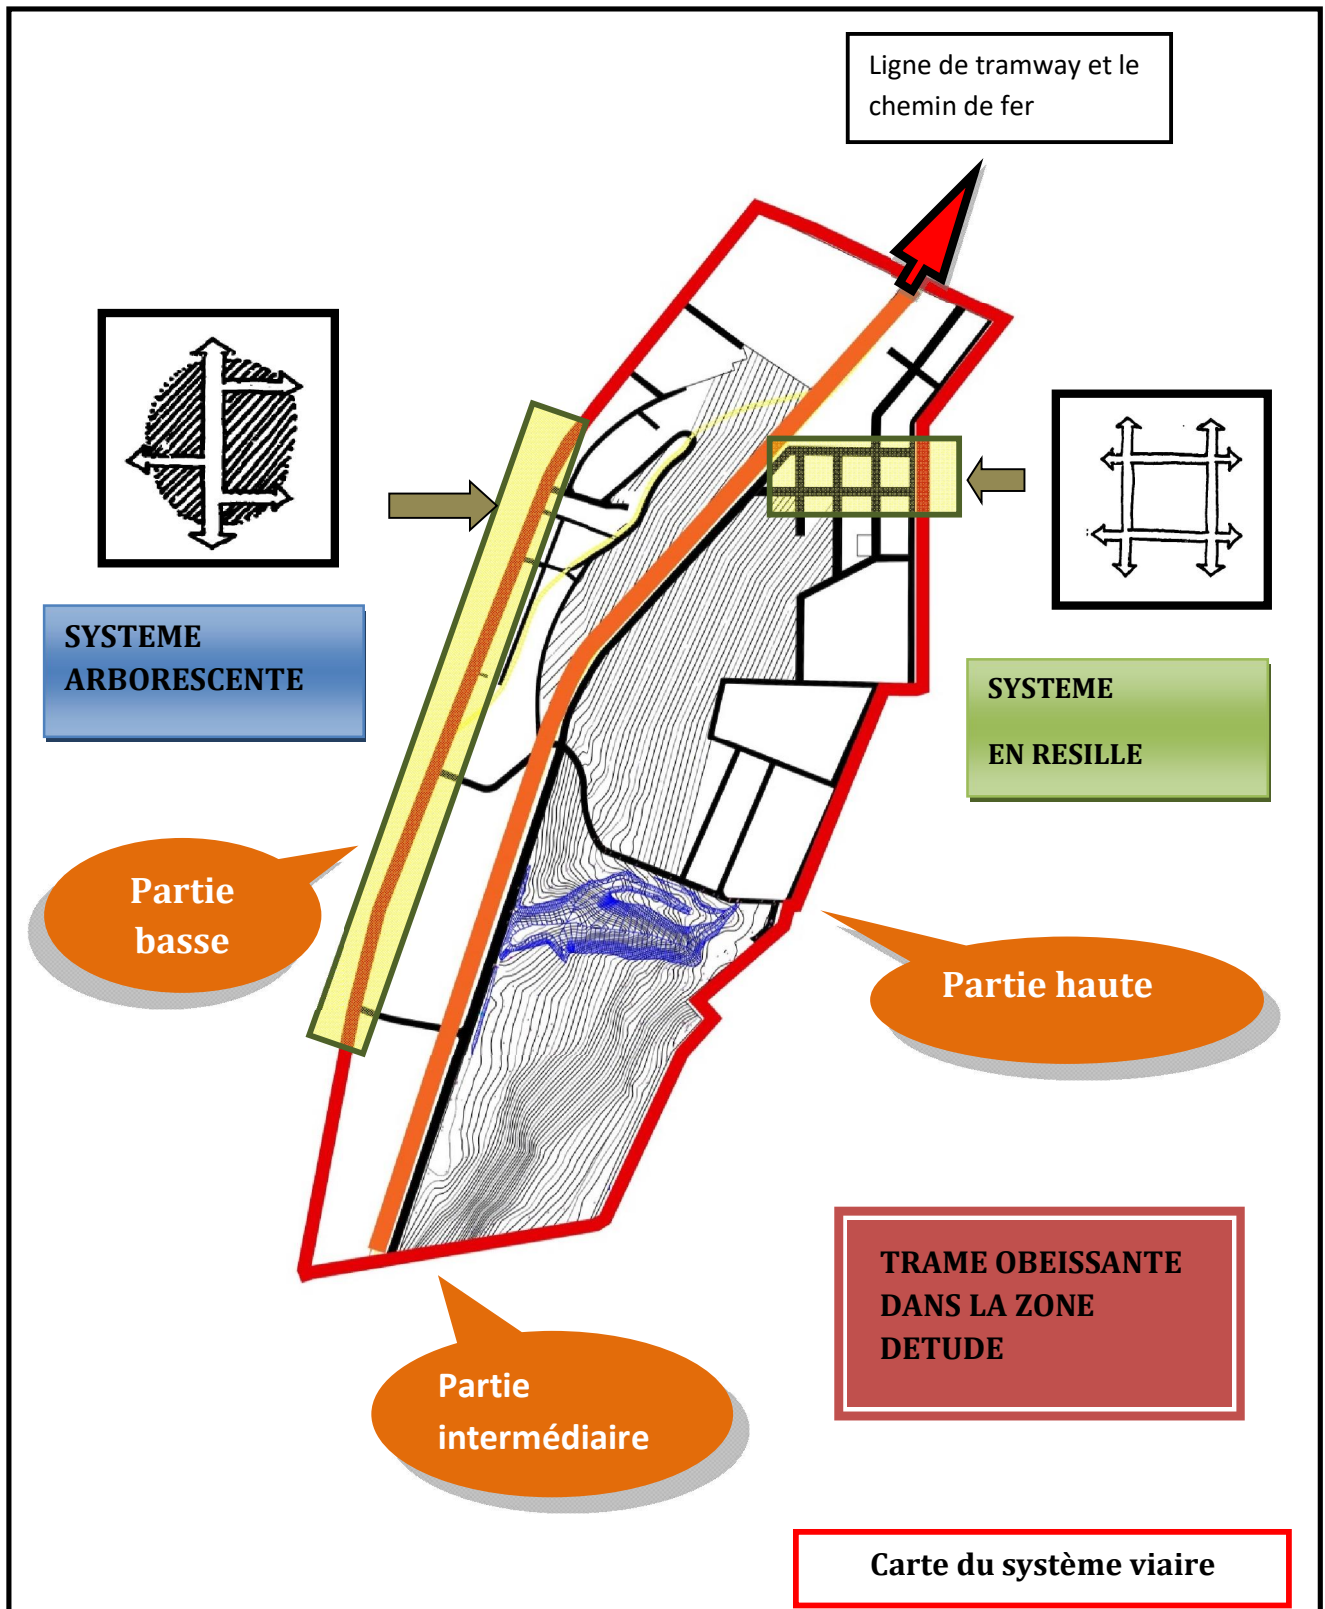 Ligne de tramway et le
chemin de fer
SYSTEME
ARBORESCENTE
SYSTEME
EN RESILLE
Partie
basse
Partie haute
TRAME OBEISSANTE
DANS LA ZONE
DETUDE
Partie
intermédiaire
Carte du système viaire